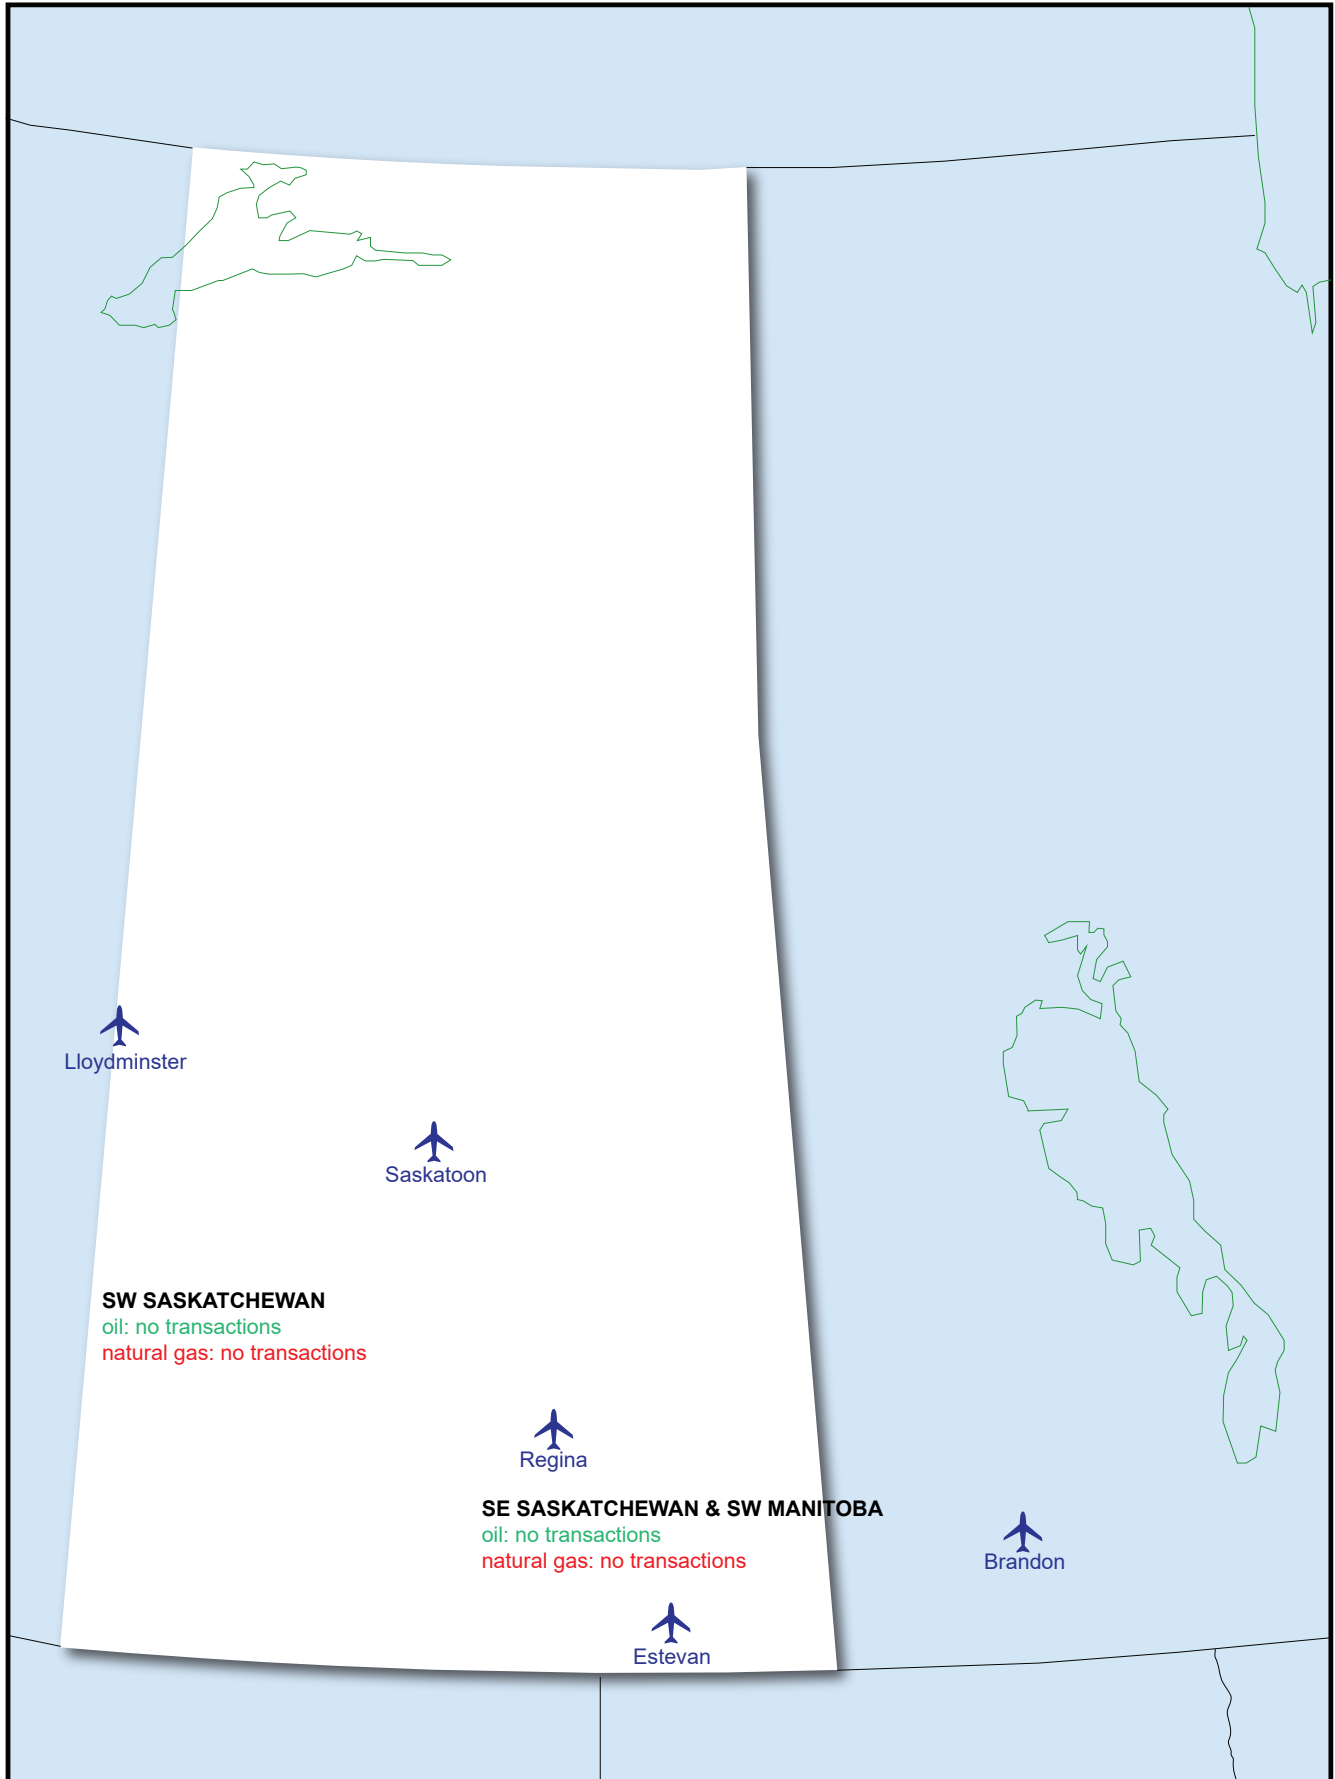 Lloydminster
Saskatoon
SW SASKATCHEWAN
oil: no transactions
natural gas: no transactions
Regina
SE SASKATCHEWAN & SW MANITOBA
oil: no transactions
natural gas: no transactions
Brandon
Estevan